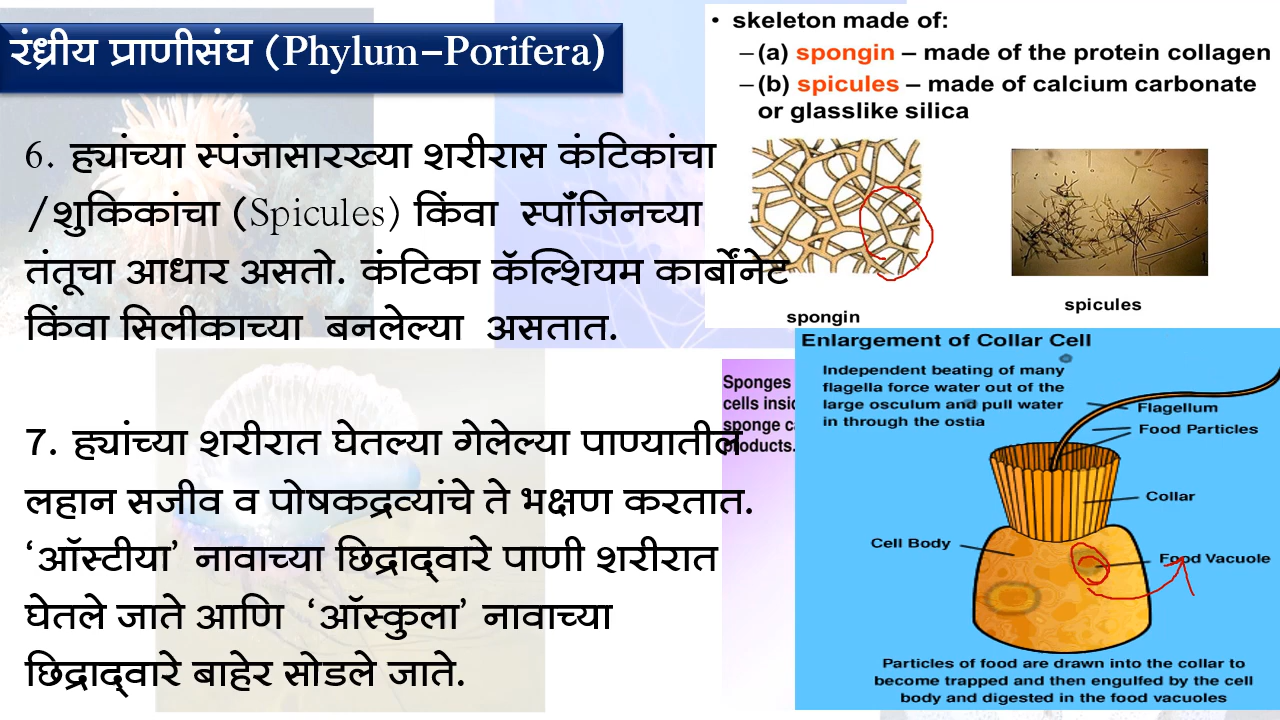 रंध्रीय प्राणीसंघ (Phylum-Porifera)
6. ह्यांच्या स्पंजासारख्या शरीरास कंटिकांचा
/शुकिकांचा (Spicules) किंवा स्पाँजिनच्या
तंतूचा आधार असतो. कंटिका कॅल्शियम कार्बोनेट
किंवा सिलीकाच्या बनलेल्या असतात.
7. ह्यांच्या शरीरात घेतल्या गेलेल्या पाण्यातील
लहान सजीव व पोषकद्रव्यांचे ते भक्षण करतात.
‘ऑस्टीया’ नावाच्या छिद्राद्वारे पाणी शरीरात
घेतले जाते आणि ‘ऑस्कुला’ नावाच्या
छिद्राद्वारे बाहेर सोडले जाते.
• skeleton made of:
– (a) spongin – made of the protein collagen
– (b) spicules – made of calcium carbonate
or glasslike silica
spongin
spicules
Sponges
cells insid
sponge ca
products.
Enlargement of Collar Cell
Independent beating of many
flagella force water out of the
large osculum and pull water
in through the ostia
Flagellum
Food Particles
Collar
Cell Body
Food Vacuole
Particles of food are drawn into the collar to
become trapped and then engulfed by the cell
body and digested in the food vacuoles